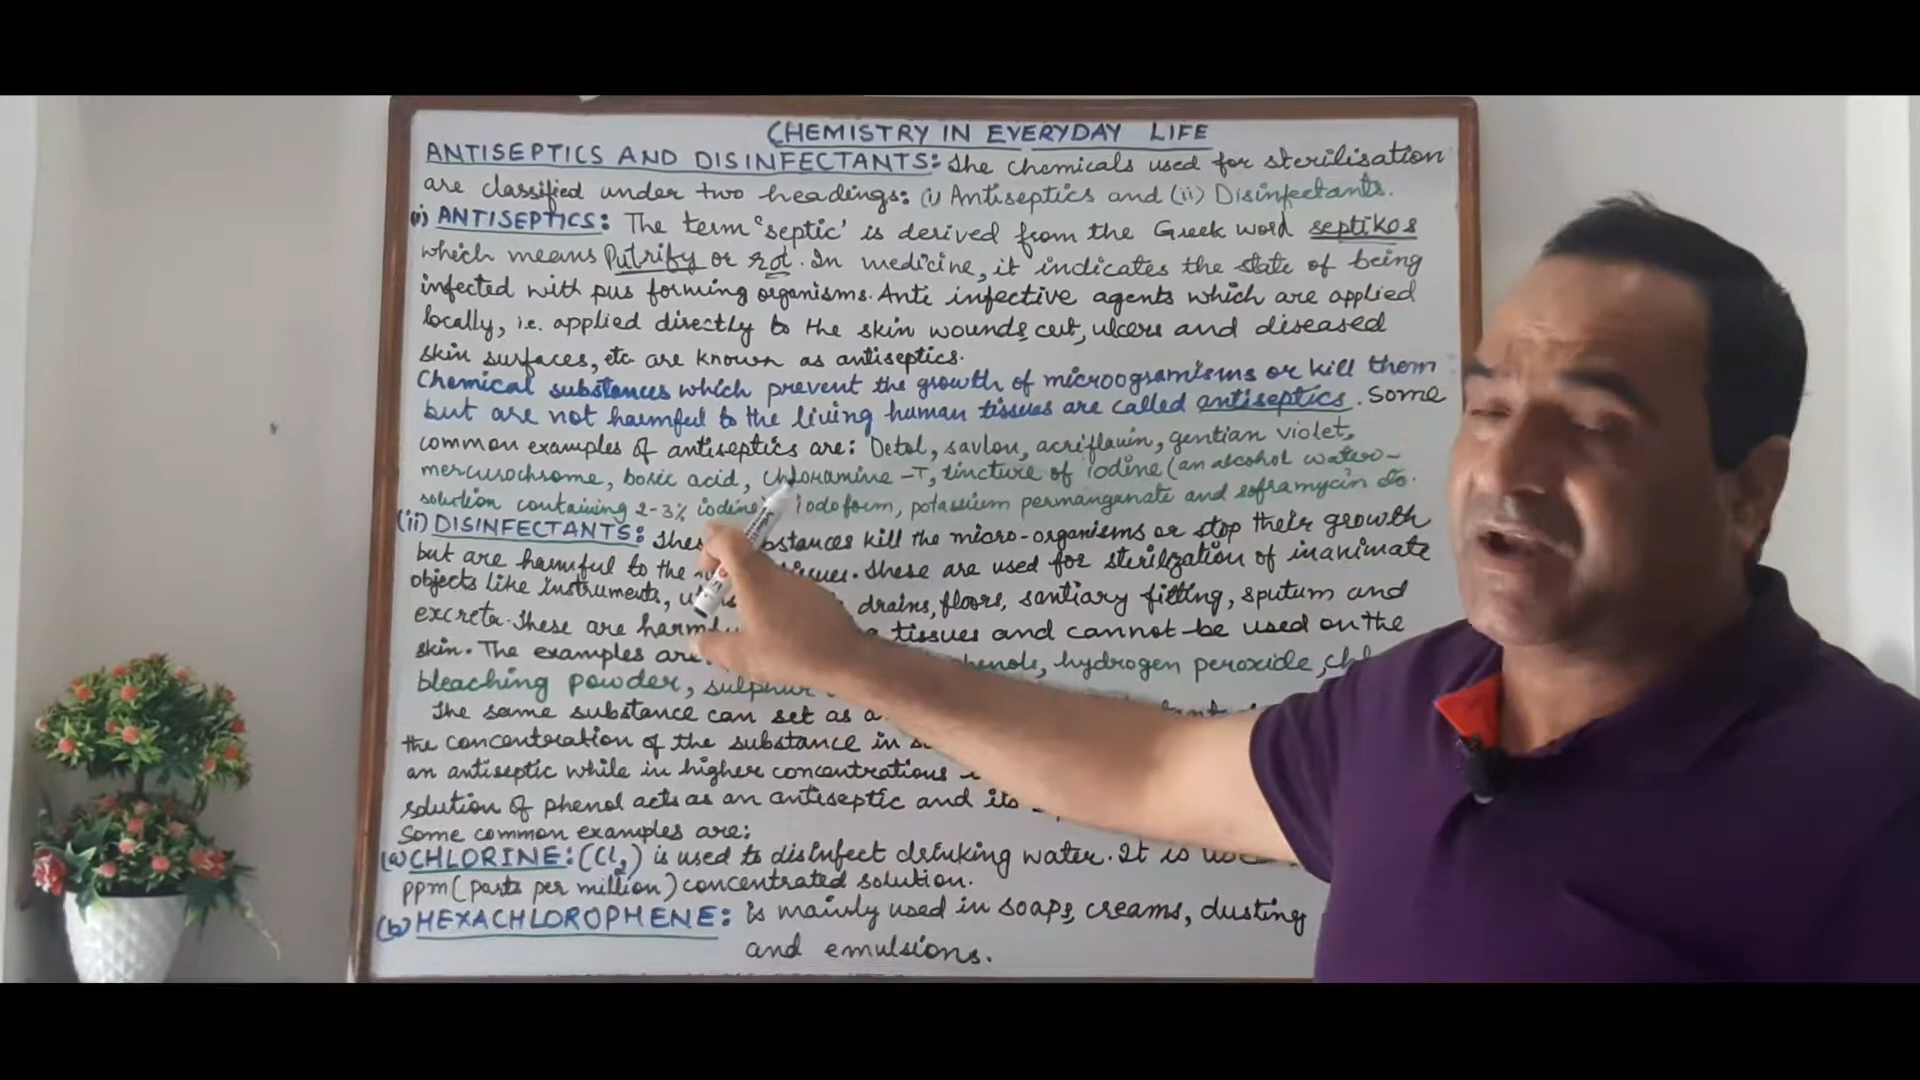 CHEMISTRY IN EVERYDAY LIFE
ANTISEPTICS AND DISINFECTANTS: The chemicals used for sterilisation
are classified under two headings: (i) Antiseptics and (ii) Disinfectants.
(i) ANTISEPTICS: The term 'septic' is derived from the Greek word septikos
which means Putrify or rot. In medicine, it indicates the state of being
infected with pus forming organisms. Anti infective agents which are applied
locally, i.e. applied directly to the skin wounds, cut, ulcers and diseased
skin surfaces, etc are known as antiseptics.
Chemical substances which prevent the growth of microogramisms or kill them
but are not harmful to the living human tissues are called antiseptics. Some
common examples of antiseptics are: Detol, savlon, acriflavin, gentian violet,
mercurochrome, boric acid, chloramine-T, tincture of iodine (an alcohol water-
solution containing 2-3% iodine iodoform, potassium permanganate and soframycin etc.
(ii) DISINFECTANTS: These substances kill the micro-organisms or stop their growth
but are harmful to the tissues. These are used for sterilization of inanimate
objects like instruments, drains, floors, santiary fitting, sputum and
excreta. These are harmful tissues and cannot be used on the
skin. The examples are: phenols, hydrogen peroxide,
bleaching powder, sulphur
The same substance can set as a
the concentration of the substance in
an antiseptic while in higher concentrations
solution of phenol acts as an antiseptic and its
Some common examples are:
(a) CHLORINE: (Cl2) is used to disinfect drinking water. It is
ppm (parts per million) concentrated solution.
(b) HEXACHLOROPHENE: is mainly used in soaps, creams, dusting
and emulsions.